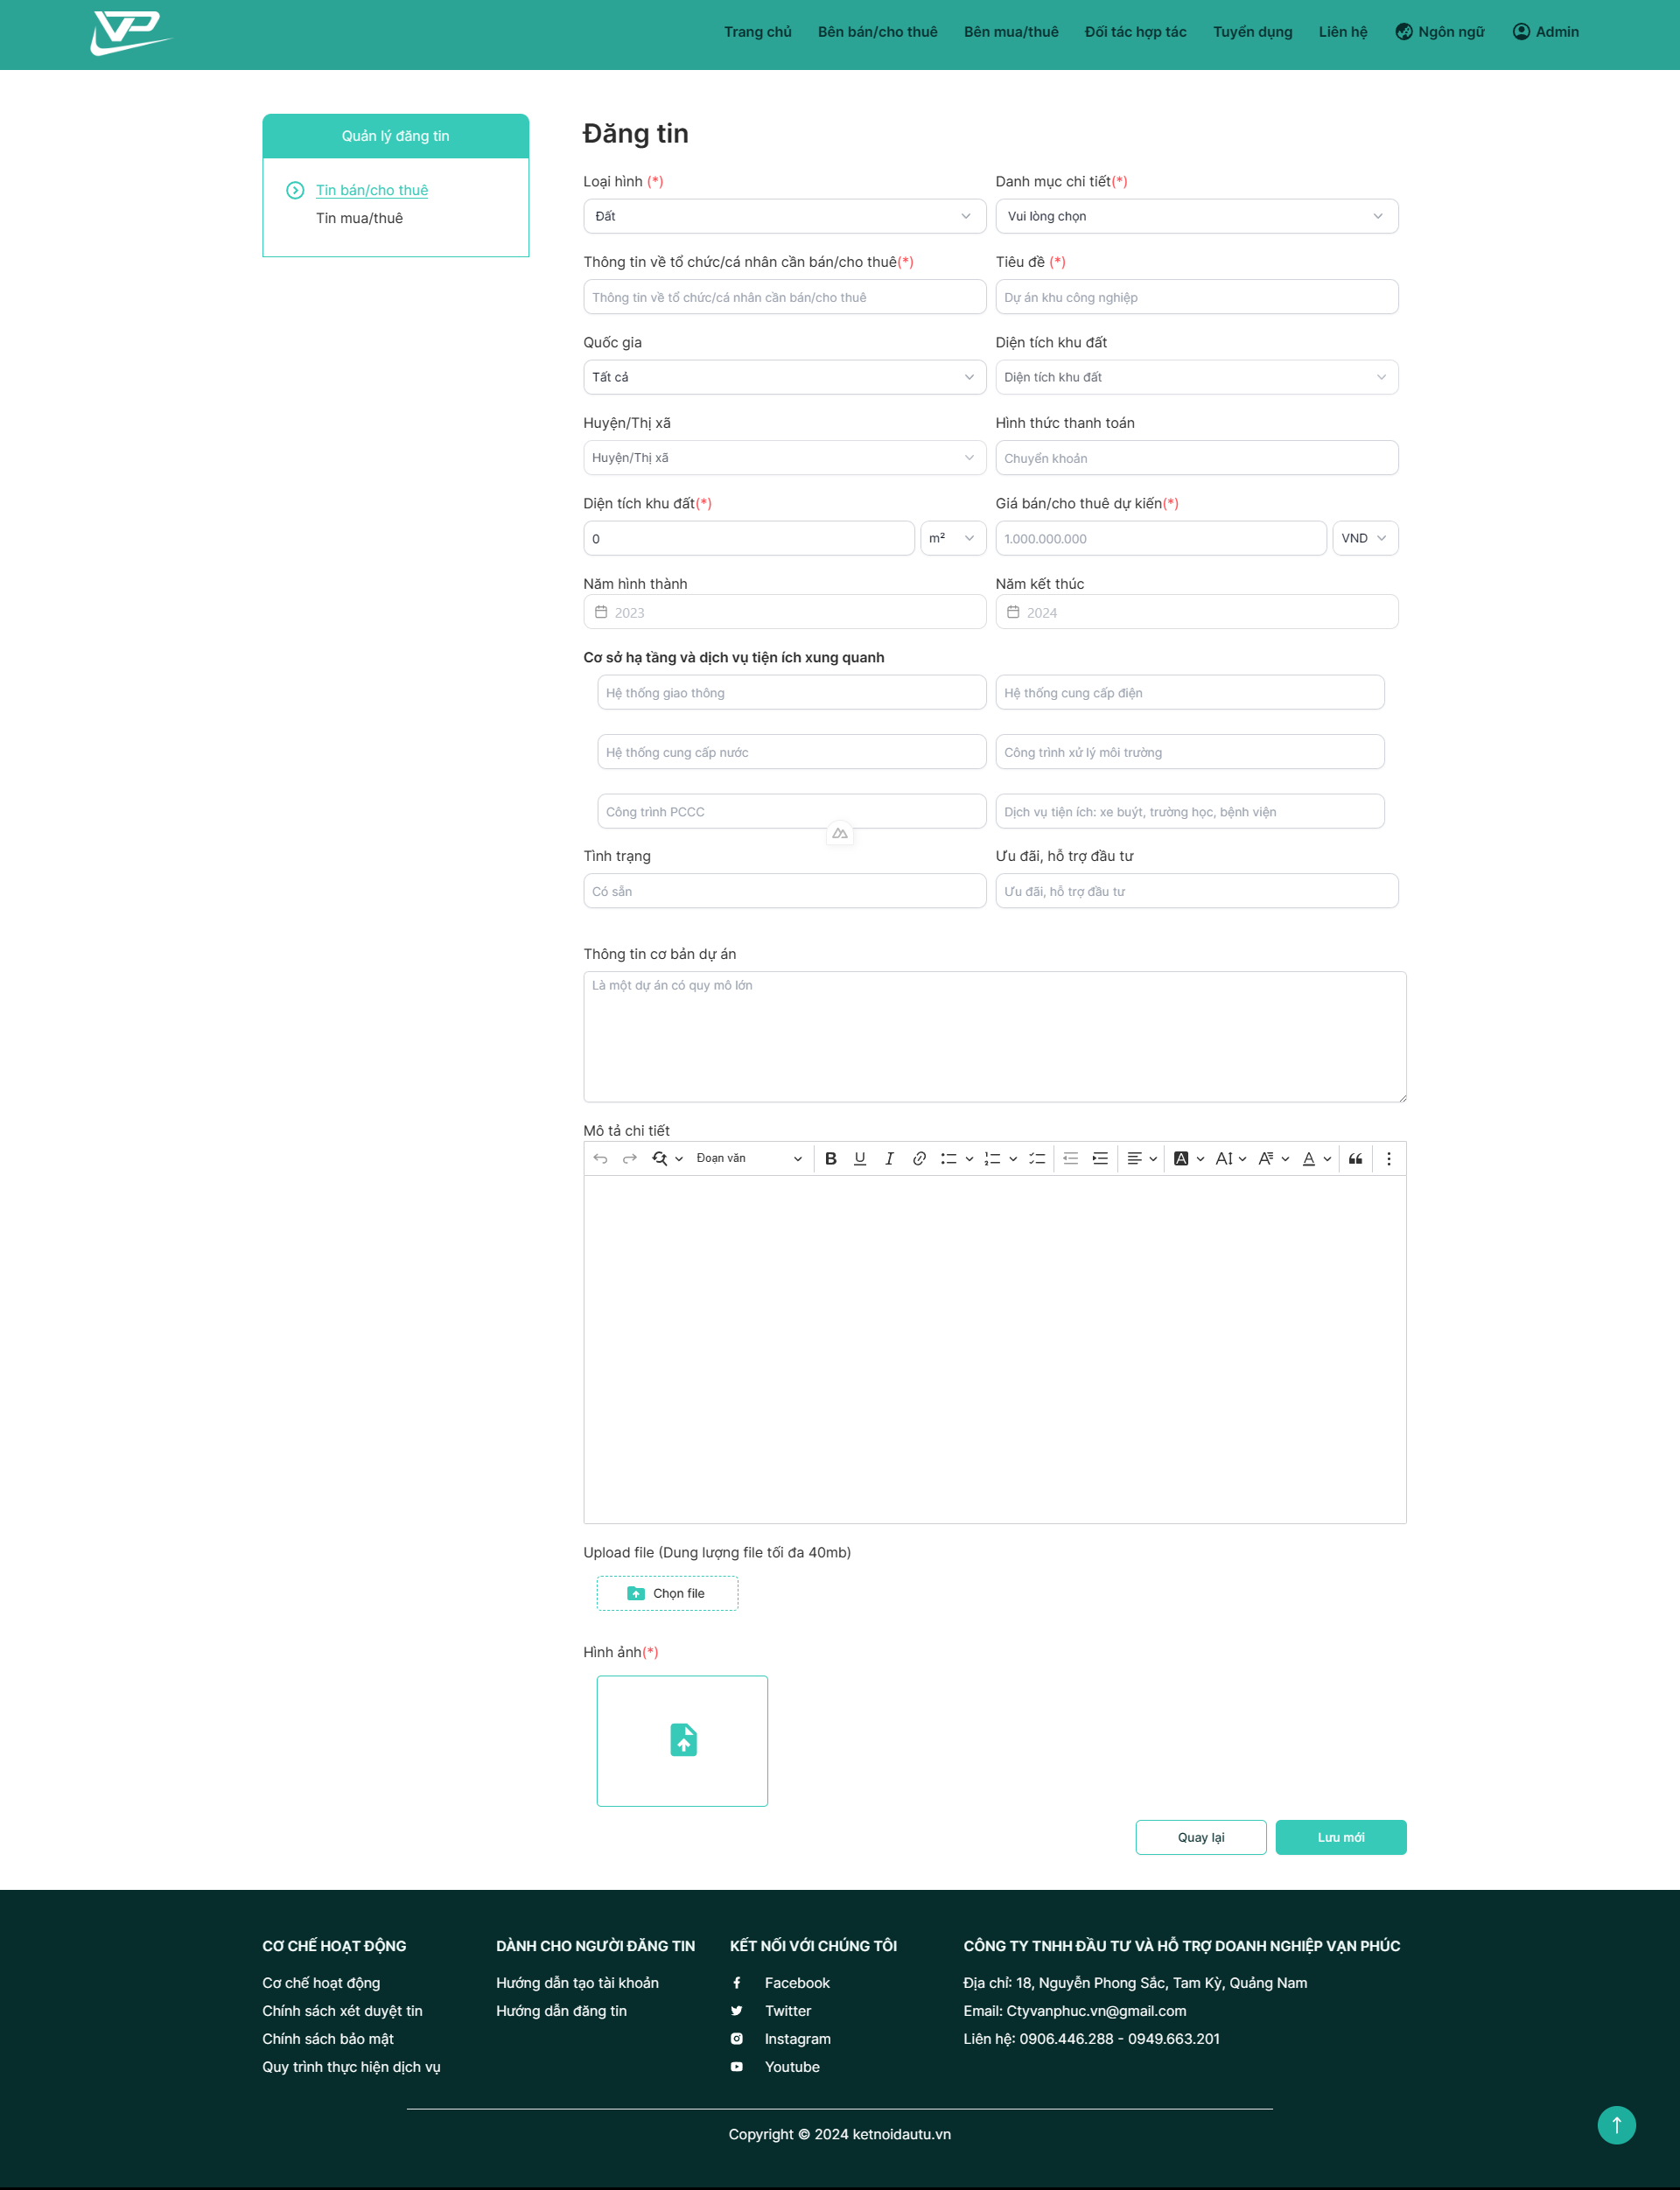 VP
Trang chủ Bên bán/cho thuê Bên mua/thuê Đối tác hợp tác Tuyển dụng Liên hệ Ngôn ngữ Admin
Quản lý đăng tin
Tin bán/cho thuê
Tin mua/thuê
Đăng tin
Loại hình (*) Danh mục chi tiết(*)
Đất Vui lòng chọn
Thông tin về tổ chức/cá nhân cần bán/cho thuê(*) Tiêu đề (*)
Thông tin về tổ chức/cá nhân cần bán/cho thuê Dự án khu công nghiệp
Quốc gia Diện tích khu đất
Tất cả Diện tích khu đất
Huyện/Thị xã Hình thức thanh toán
Huyện/Thị xã Chuyển khoản
Diện tích khu đất(*) Giá bán/cho thuê dự kiến(*)
0 m² 1.000.000.000 VND
Năm hình thành Năm kết thúc
2023 2024
Cơ sở hạ tầng và dịch vụ tiện ích xung quanh
Hệ thống giao thông Hệ thống cung cấp điện
Hệ thống cung cấp nước Công trình xử lý môi trường
Công trình PCCC Dịch vụ tiện ích: xe buýt, trường học, bệnh viện
Tình trạng Ưu đãi, hỗ trợ đầu tư
Có sẵn Ưu đãi, hỗ trợ đầu tư
Thông tin cơ bản dự án
Là một dự án có quy mô lớn
Mô tả chi tiết
Đoạn văn
Upload file (Dung lượng file tối đa 40mb)
Chọn file
Hình ảnh(*)
Quay lại Lưu mới
CƠ CHẾ HOẠT ĐỘNG DÀNH CHO NGƯỜI ĐĂNG TIN KẾT NỐI VỚI CHÚNG TÔI CÔNG TY TNHH ĐẦU TƯ VÀ HỖ TRỢ DOANH NGHIỆP VẠN PHÚC
Cơ chế hoạt động Hướng dẫn tạo tài khoản Facebook Địa chỉ: 18, Nguyễn Phong Sắc, Tam Kỳ, Quảng Nam
Chính sách xét duyệt tin Hướng dẫn đăng tin Twitter Email: Ctyvanphuc.vn@gmail.com
Chính sách bảo mật Instagram Liên hệ: 0906.446.288 - 0949.663.201
Quy trình thực hiện dịch vụ Youtube
Copyright © 2024 ketnoidautu.vn